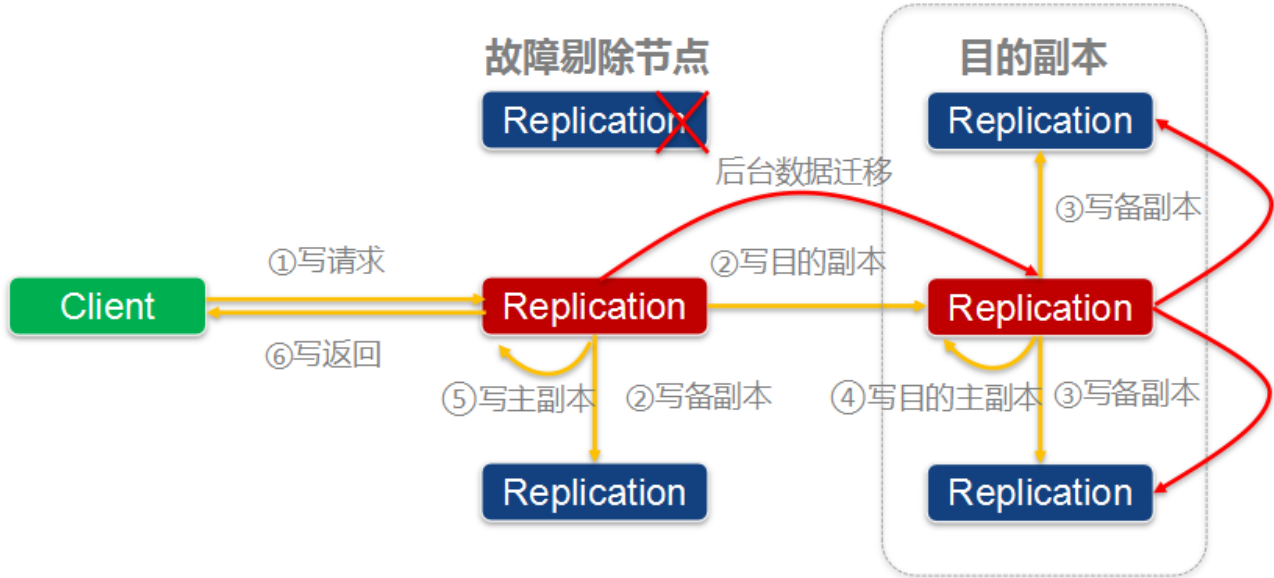 故障剔除节点
目的副本
Replication
Replication
后台数据迁移
③写备副本
①写请求
②写目的副本
Client
Replication
Replication
⑥写返回
⑤写主副本
②写备副本
④写目的主副本
③写备副本
Replication
Replication